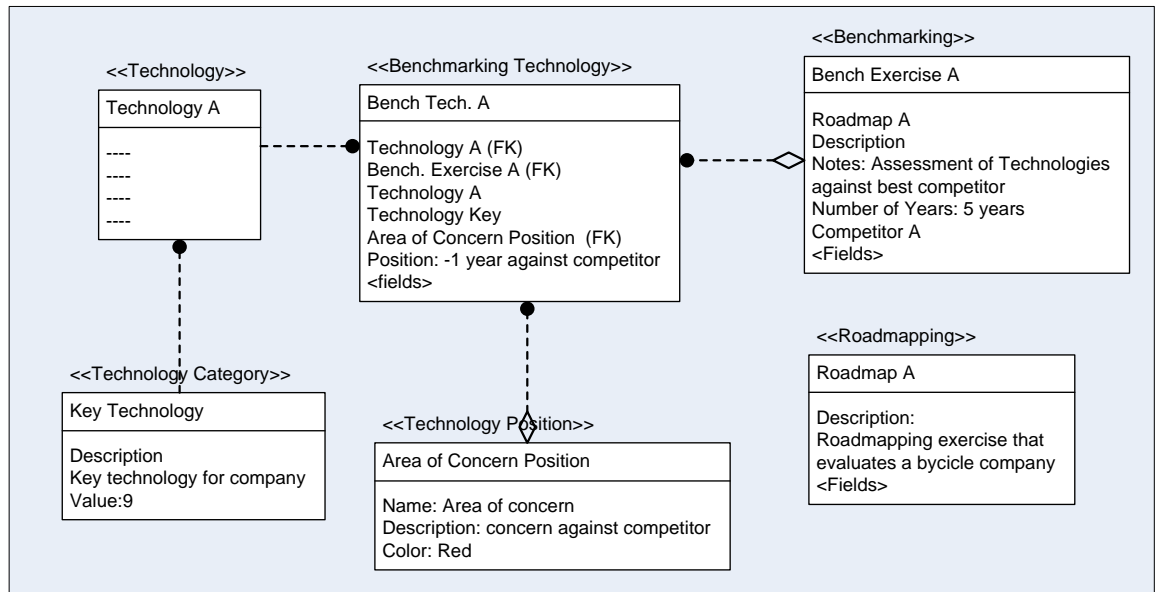 <<Technology>>
Technology A
----
----
----
----
<<Benchmarking Technology>>
Bench Tech. A
Technology A (FK)
Bench. Exercise A (FK)
Technology A
Technology Key
Area of Concern Position (FK)
Position: -1 year against competitor
<fields>
<<Benchmarking>>
Bench Exercise A
Roadmap A
Description
Notes: Assessment of Technologies
against best competitor
Number of Years: 5 years
Competitor A
<Fields>
<<Technology Category>>
Key Technology
Description
Key technology for company
Value:9
<<Technology Position>>
Area of Concern Position
Name: Area of concern
Description: concern against competitor
Color: Red
<<Roadmapping>>
Roadmap A
Description:
Roadmapping exercise that
evaluates a bycicle company
<Fields>